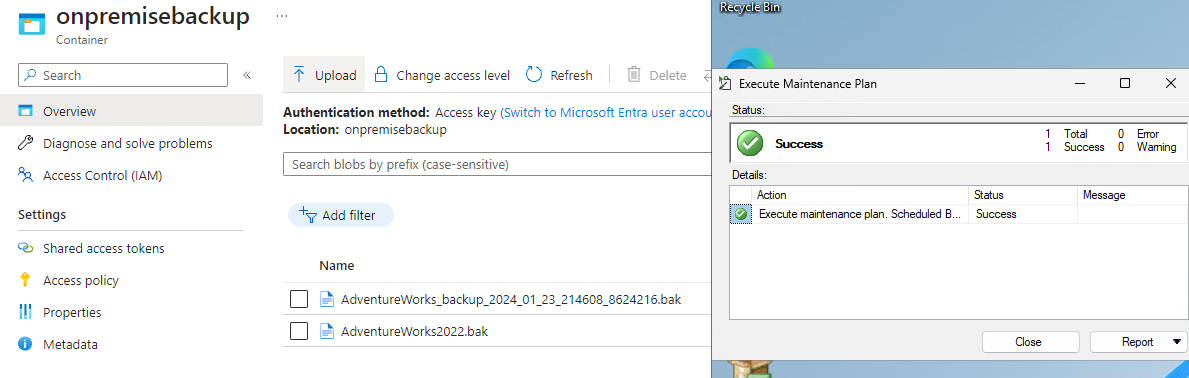 onpremisebackup ...
Container
Search
Overview
Diagnose and solve problems
Access Control (IAM)
Settings
Shared access tokens
Access policy
Properties
Metadata
Upload
Change access level
Refresh
Delete
Authentication method: Access key (Switch to Microsoft Entra user accou
Location: onpremisebackup
Search blobs by prefix (case-sensitive)
Add filter
Name
AdventureWorks_backup_2024_01_23_214608_8624216.bak
AdventureWorks2022.bak
Recycle Bin
Execute Maintenance Plan
Status:
Success
1 Total 0 Error
1 Success 0 Warning
Details:
Action Status Message
Execute maintenance plan. Scheduled B... Success
Close Report